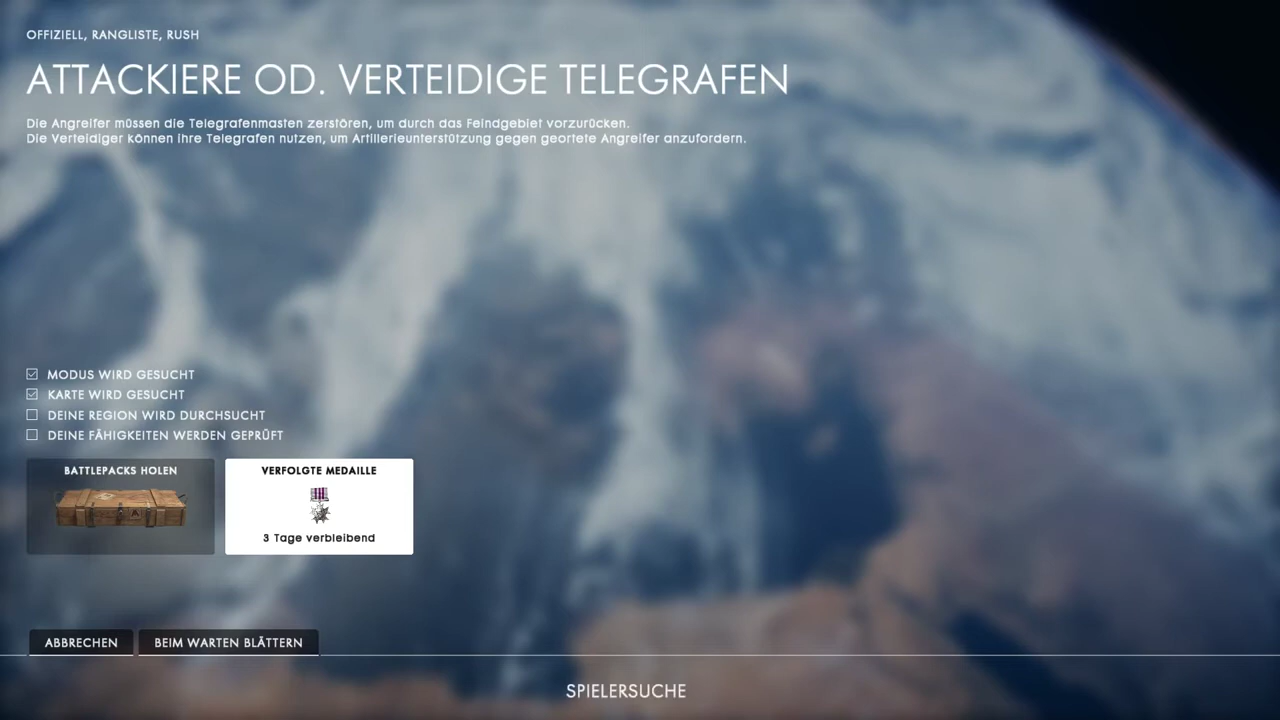 OFFIZIELL, RANGLISTE, RUSH
ATTACKIERE OD. VERTEIDIGE TELEGRAFEN
Die Angreifer müssen die Telegrafenmasten zerstören, um durch das Feindgebiet vorzurücken.
Die Verteidiger können ihre Telegrafen nutzen, um Artillerieunterstützung gegen geortete Angreifer anzufordern.
MODUS WIRD GESUCHT
KARTE WIRD GESUCHT
DEINE REGION WIRD DURCHSUCHT
DEINE FÄHIGKEITEN WERDEN GEPRÜFT
BATTLEPACKS HOLEN
VERFOLGTE MEDAILLE
3 Tage verbleibend
ABBRECHEN
BEIM WARTEN BLÄTTERN
SPIELERSUCHE